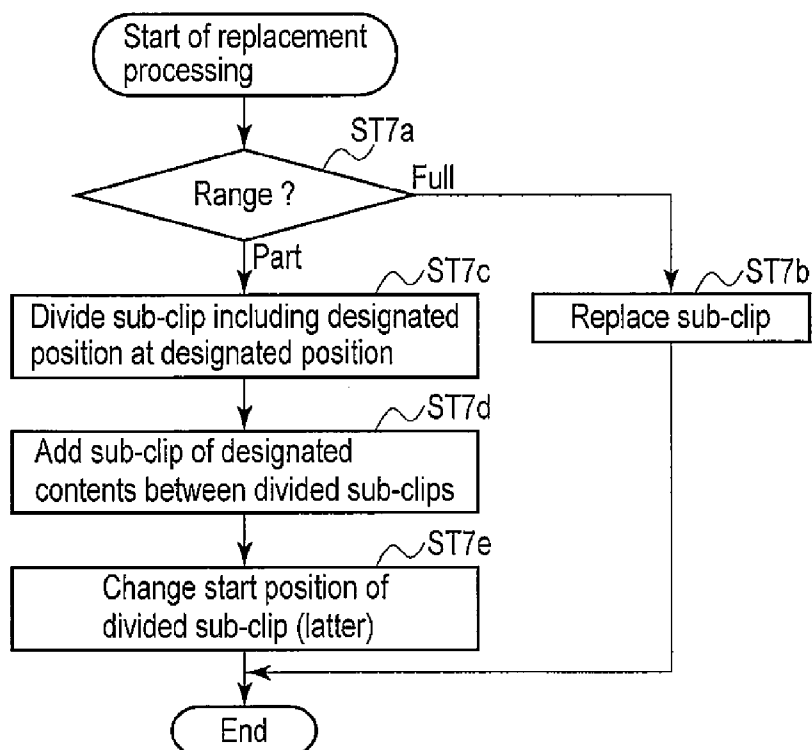 Start of replacement
processing
ST7a
Range ?
Full
Part
ST7c
ST7b
Divide sub-clip including designated
position at designated position
Replace sub-clip
ST7d
Add sub-clip of designated
contents between divided sub-clips
ST7e
Change start position of
divided sub-clip (latter)
End